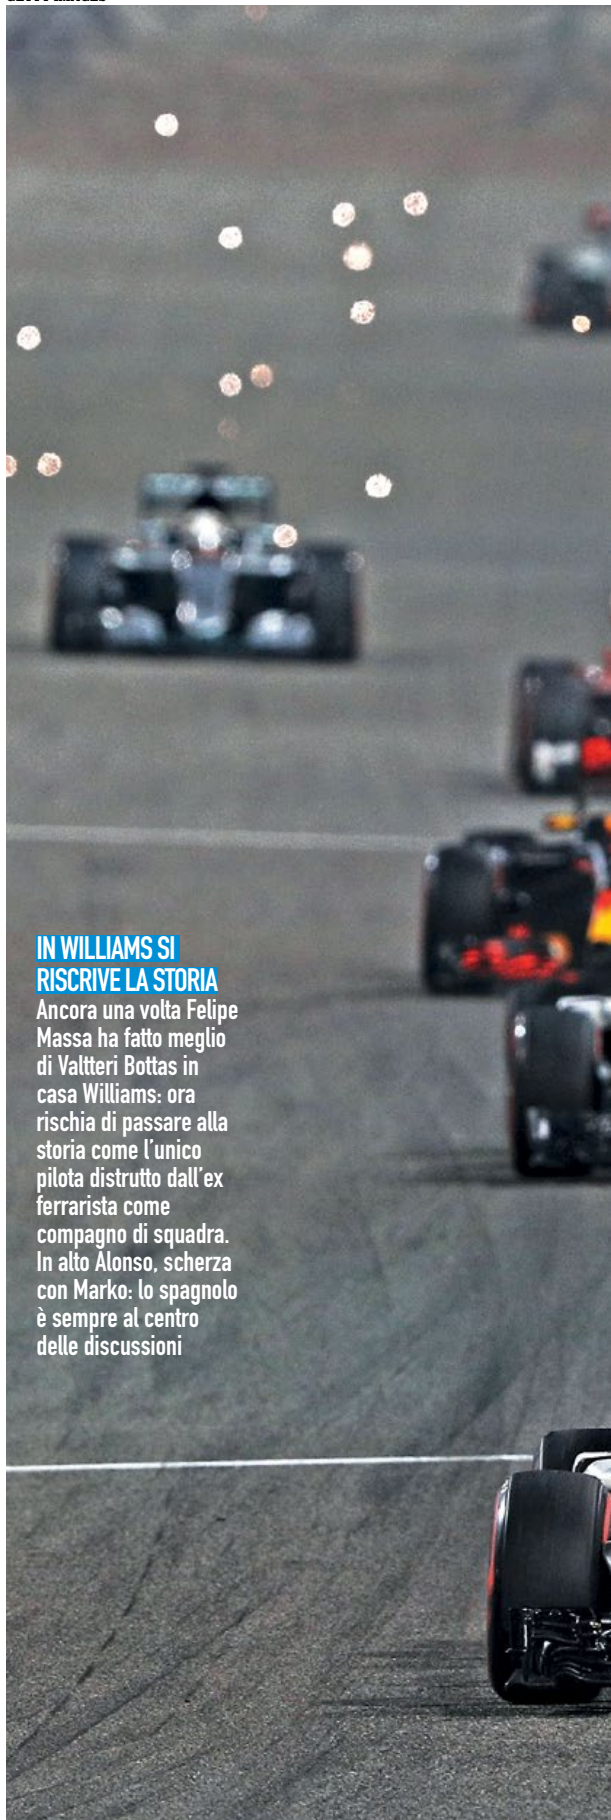 IN WILLIAMS SI
RISCRIVE LA STORIA
Ancora una volta Felipe
Massa ha fatto meglio
di Valtteri Bottas in
casa Williams: ora
rischia di passare alla
storia come l'unico
pilota distrutto dall'ex
ferrarista come
compagno di squadra.
In alto Alonso, scherza
con Marko: lo spagnolo
è sempre al centro
delle discussioni